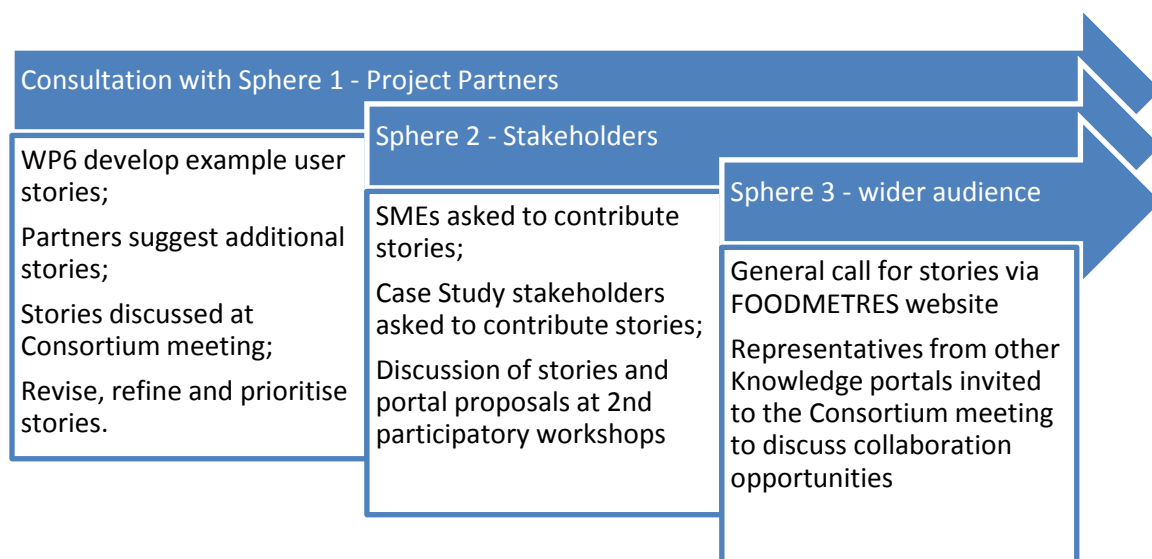 Consultation with Sphere 1 - Project Partners
WP6 develop example user
stories;
Partners suggest additional
stories;
Stories discussed at
Consortium meeting;
Revise, refine and prioritise
stories.
Sphere 2 - Stakeholders
SMEs asked to contribute
stories;
Case Study stakeholders
asked to contribute stories;
Discussion of stories and
portal proposals at 2nd
participatory workshops
Sphere 3 - wider audience
General call for stories via
FOODMETRES website
Representatives from other
Knowledge portals invited
to the Consortium meeting
to discuss collaboration
opportunities